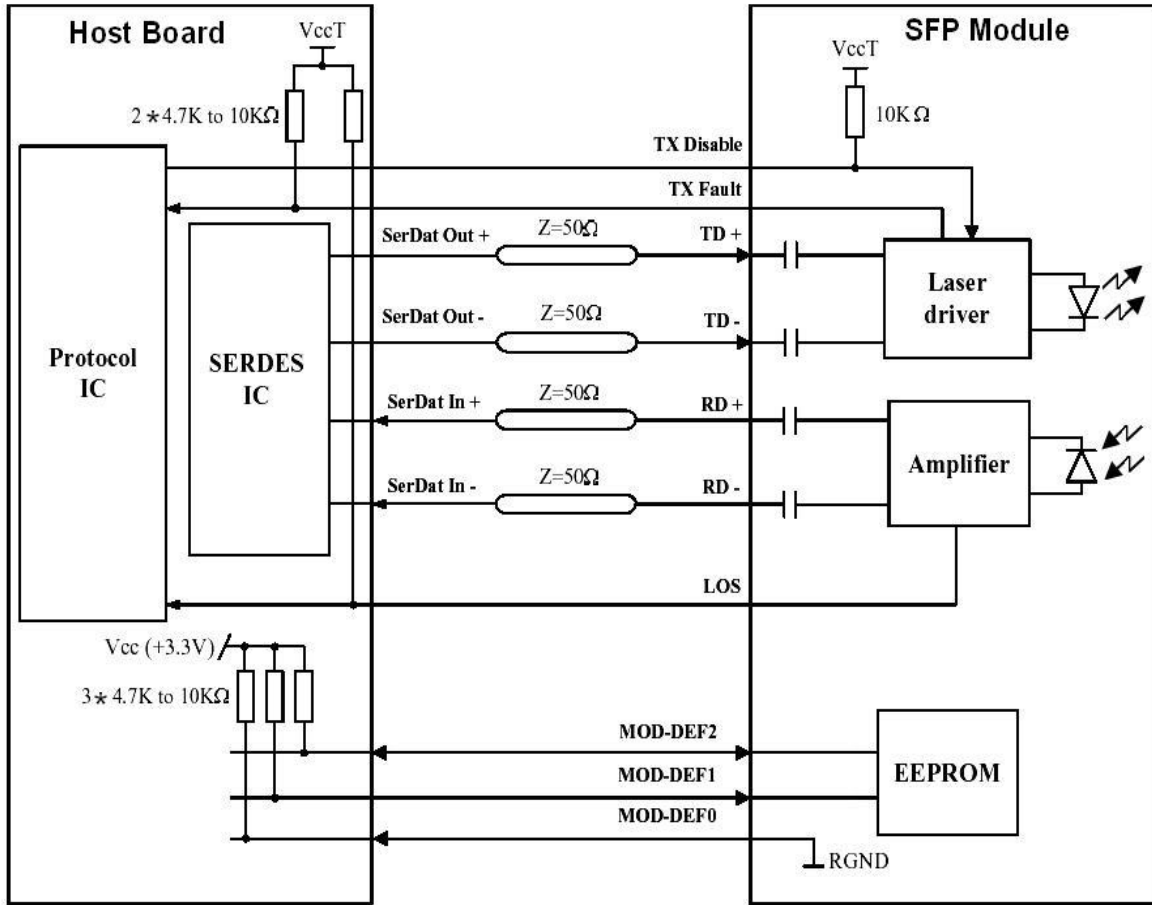 Host Board
SFP Module
VccT
VccT
2*4.7K to 10KΩ
10KΩ
TX Disable
TX Fault
SerDat Out +
Z=50Ω
TD +
Laser
driver
SerDat Out -
Z=50Ω
TD -
Protocol
IC
SERDES
IC
SerDat In +
Z=50Ω
RD +
Amplifier
SerDat In -
Z=50Ω
RD -
LOS
Vcc (+3.3V)
3*4.7K to 10KΩ
MOD-DEF2
EEPROM
MOD-DEF1
MOD-DEF0
RGND